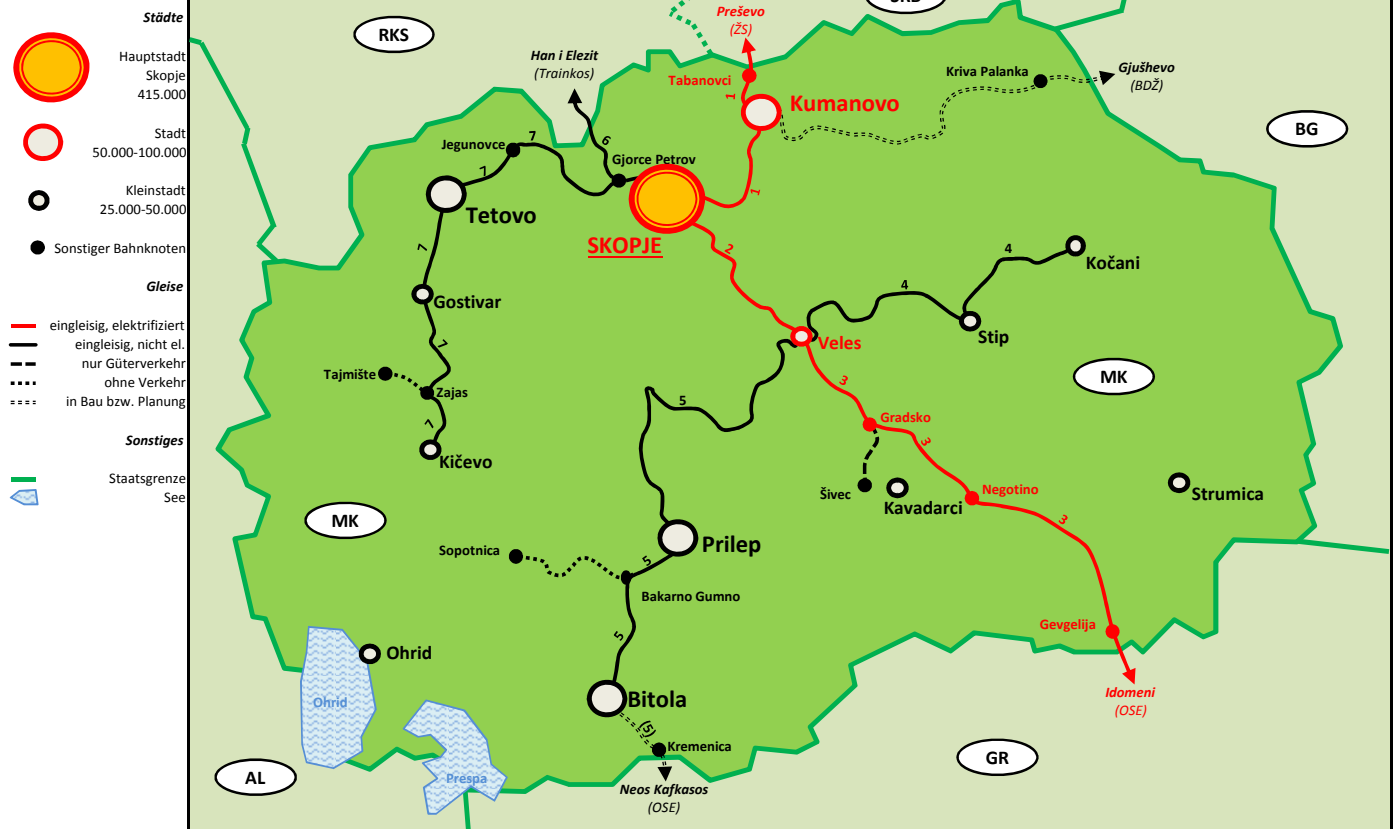 Städte
Hauptstadt
Skopje
415.000
Stadt
50.000-100.000
Kleinstadt
25.000-50.000
Sonstiger Bahnknoten
Gleise
eingleisig, elektrifiziert
eingleisig, nicht el.
nur Güterverkehr
ohne Verkehr
in Bau bzw. Planung
Sonstiges
Staatsgrenze
See
RKS
Preševo
(ŽS)
Han i Elezit
(Trainkos)
Tabanovci
1
Kumanovo
Kriva Palanka
Gjushevo
(BDŽ)
BG
Jegunovce
7
6
Gjorce Petrov
7
1
Tetovo
SKOPJE
2
7
4
Kočani
4
Gostivar
Stip
7
Veles
Tajmište
Zajas
3
MK
5
Gradsko
7
3
Kičevo
Šivec
Kavadarci
Negotino
Strumica
MK
3
Sopotnica
Prilep
5
Bakarno Gumno
5
Gevgelija
Ohrid
Ohrid
Bitola
Idomeni
(OSE)
(5)
Kremenica
GR
AL
Prespa
Neos Kafkasos
(OSE)